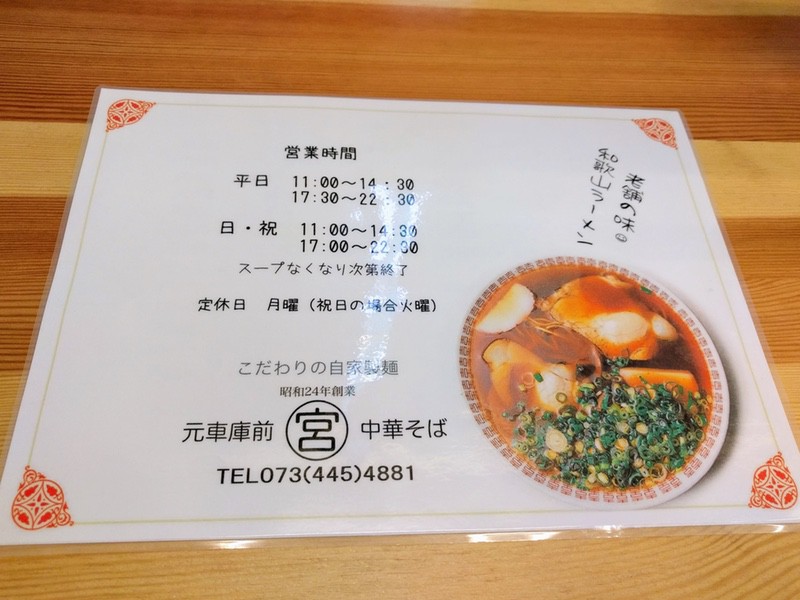 営業時間
平日 11:00～14:30
17:30～22:30
日・祝 11:00～14:30
17:00～22:30
スープなくなり次第終了
定休日 月曜（祝日の場合火曜）
こだわりの自家製麺
昭和24年創業
元車庫前 宮 中華そば
TEL073(445)4881
老舗の味
和歌山ラーメン